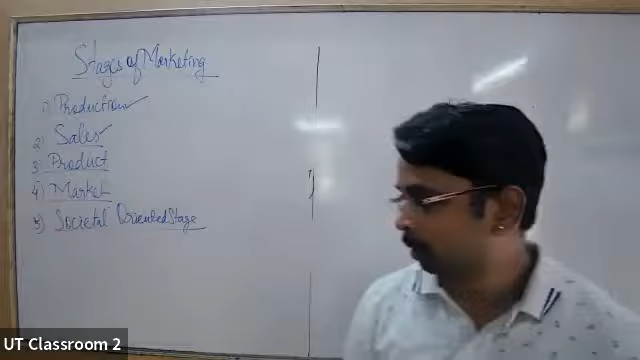 Stages of Marketing
1) Production
2) Sales
3) Product
4) Market
5) Societal Oriented Stage
UT Classroom 2